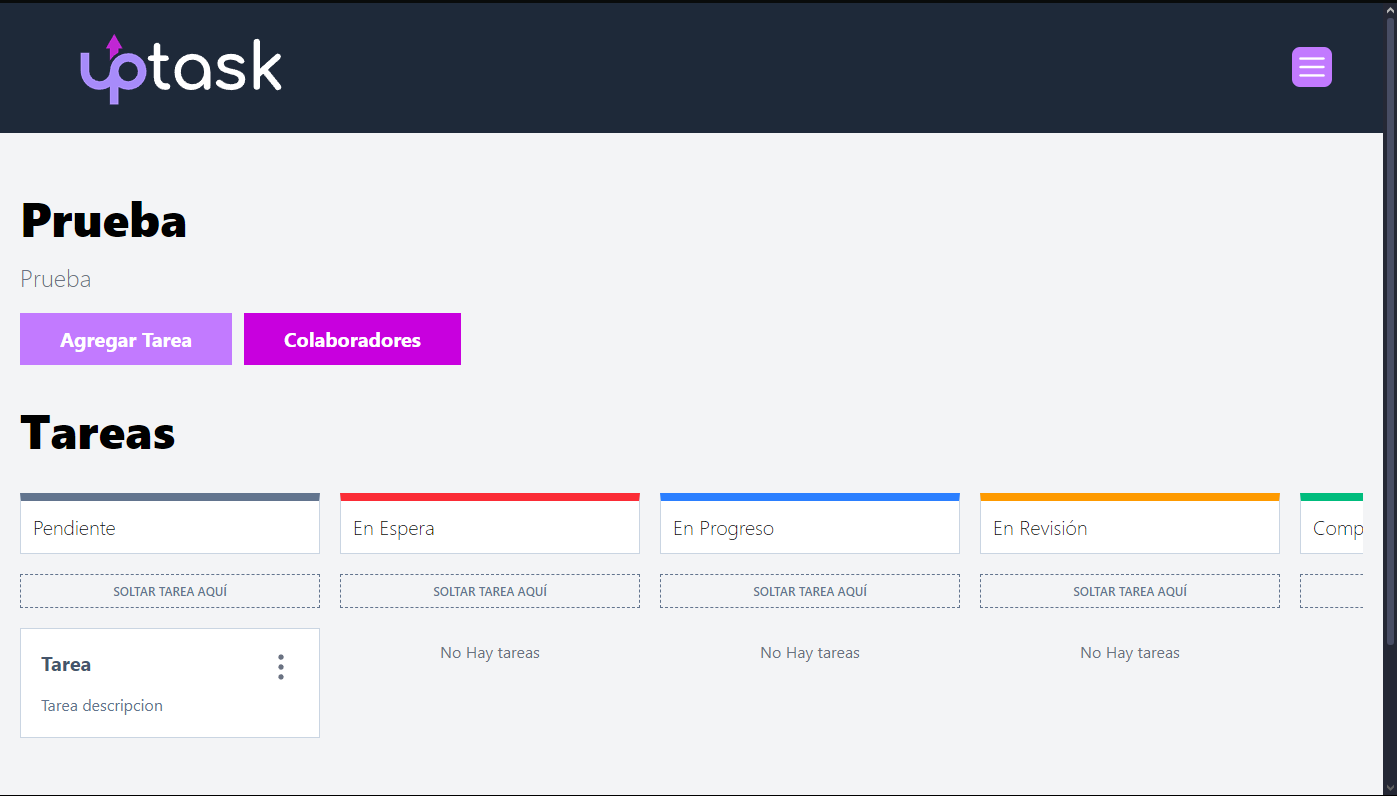 uptask
Prueba
Prueba
Agregar Tarea Colaboradores
Tareas
Pendiente En Espera En Progreso En Revisión Comp
SOLTAR TAREA AQUÍ SOLTAR TAREA AQUÍ SOLTAR TAREA AQUÍ SOLTAR TAREA AQUÍ
Tarea No Hay tareas No Hay tareas No Hay tareas
Tarea descripcion